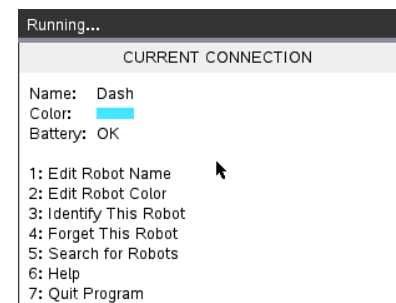 Running...
CURRENT CONNECTION
Name: Dash
Color:
Battery: OK
1: Edit Robot Name
2: Edit Robot Color
3: Identify This Robot
4: Forget This Robot
5: Search for Robots
6: Help
7: Quit Program